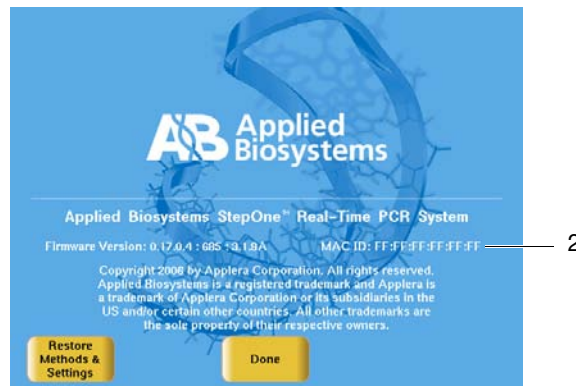 AB Applied
Biosystems
Applied Biosystems StepOne™ Real-Time PCR System
Firmware Version: 0.17.0.4 : 685 : 3.1.9A MAC ID: FF:FF:FF:FF:FF:FF 2
Copyright 2006 by Applera Corporation. All rights reserved.
Applied Biosystems is a registered trademark and Applera is
a trademark of Applera Corporation or its subsidiaries in the
US and/or certain other countries. All other trademarks are
the sole property of their respective owners.
Restore
Methods &
Settings
Done